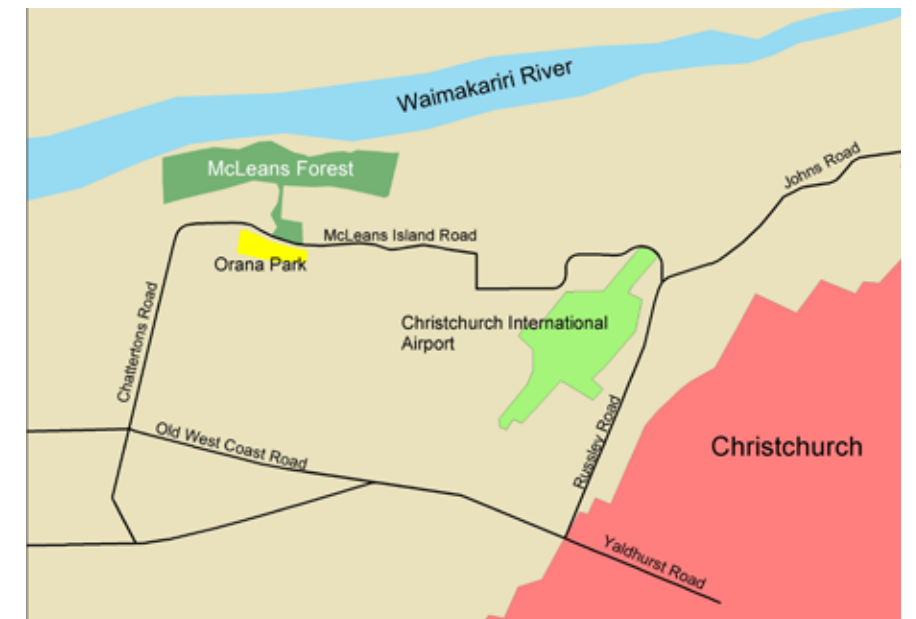 Waimakariri River
McLeans Forest
Johns Road
McLeans Island Road
Orana Park
Chattertons Road
Christchurch International
Airport
Old West Coast Road
Russley Road
Christchurch
Yaldhurst Road